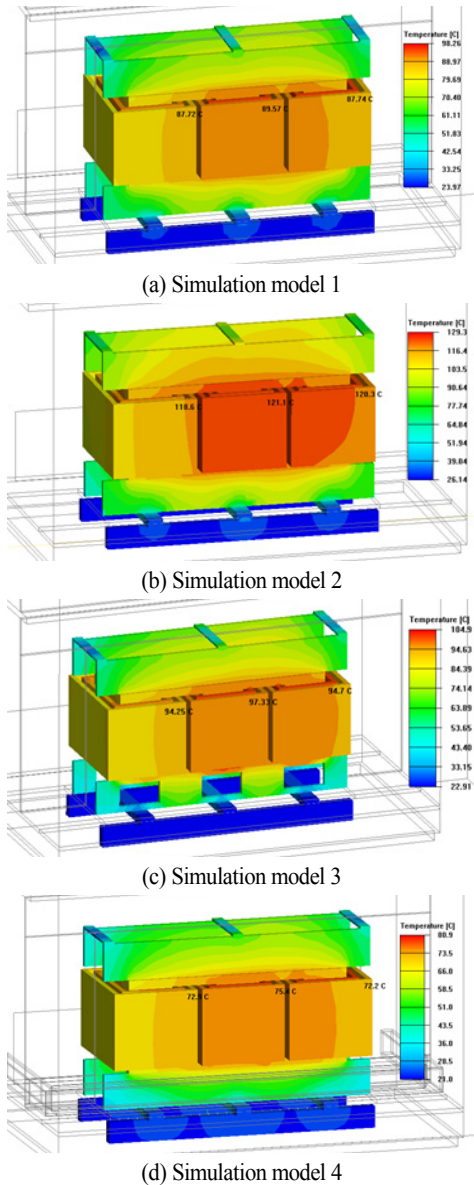 Temperature [C]
98.26
88.97
79.69
70.40
61.11
51.83
42.54
33.25
23.97
87.72 C
89.57 C
87.74 C
(a) Simulation model 1
Temperature [C]
129.3
116.4
103.5
90.64
77.74
64.84
51.94
39.04
26.14
118.6 C
121.1 C
120.3 C
(b) Simulation model 2
Temperature [C]
104.9
94.63
84.39
74.14
63.89
53.65
43.40
33.15
22.91
94.25 C
97.33 C
94.7 C
(c) Simulation model 3
Temperature [C]
80.9
73.5
66.0
58.5
51.0
43.5
36.0
28.5
21.0
75.4 C
72.2 C
(d) Simulation model 4